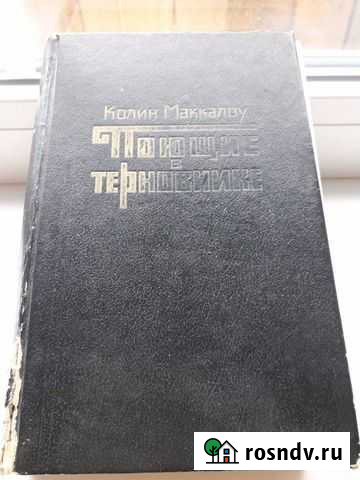 Колин Маккалоу
Поющие
в
терновнике
rosndv.ru